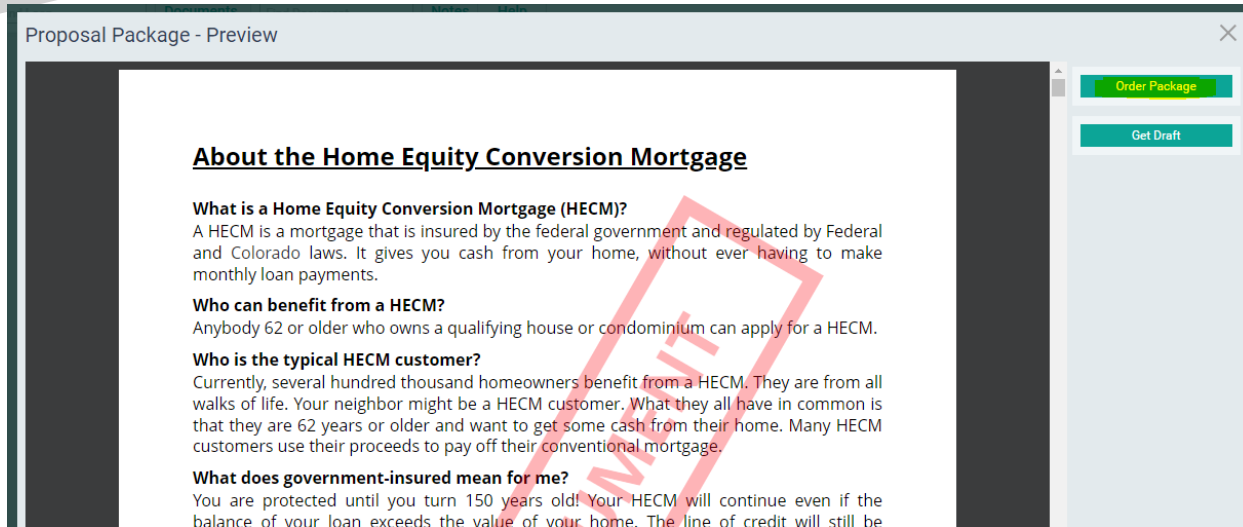 Documents
Notes Help
Proposal Package - Preview
Order Package
Get Draft
About the Home Equity Conversion Mortgage
What is a Home Equity Conversion Mortgage (HECM)?
A HECM is a mortgage that is insured by the federal government and regulated by Federal
and Colorado laws. It gives you cash from your home, without ever having to make
monthly loan payments.
Who can benefit from a HECM?
Anybody 62 or older who owns a qualifying house or condominium can apply for a HECM.
Who is the typical HECM customer?
Currently, several hundred thousand homeowners benefit from a HECM. They are from all
walks of life. Your neighbor might be a HECM customer. What they all have in common is
that they are 62 years or older and want to get some cash from their home. Many HECM
customers use their proceeds to pay off their conventional mortgage.
What does government-insured mean for me?
You are protected until you turn 150 years old! Your HECM will continue even if the
balance of your loan exceeds the value of your home. The line of credit will still be
UMENT